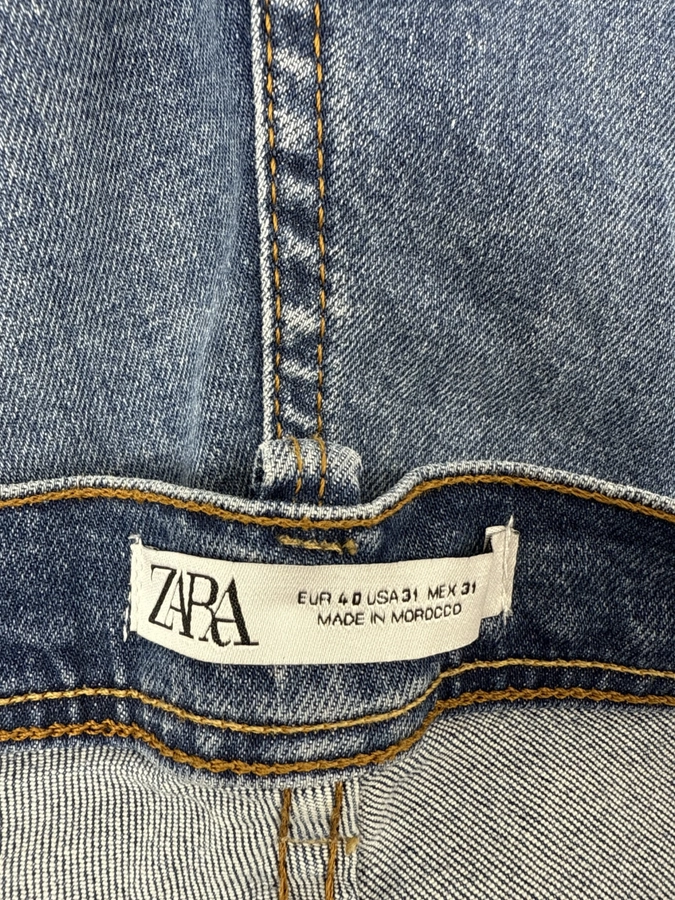 ZARA
EUR 40 USA 31 MEX 31
MADE IN MOROCCO